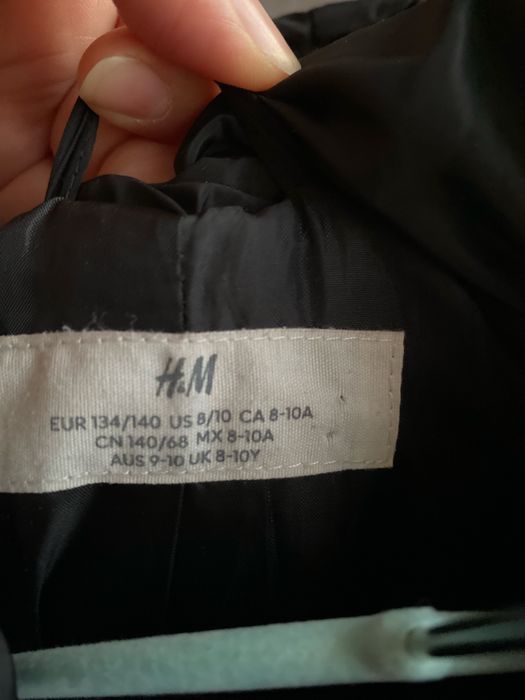 H&M
EUR 134/140 US 8/10 CA 8-10A
CN 140/68 MX 8-10A
AUS 9-10 UK 8-10Y